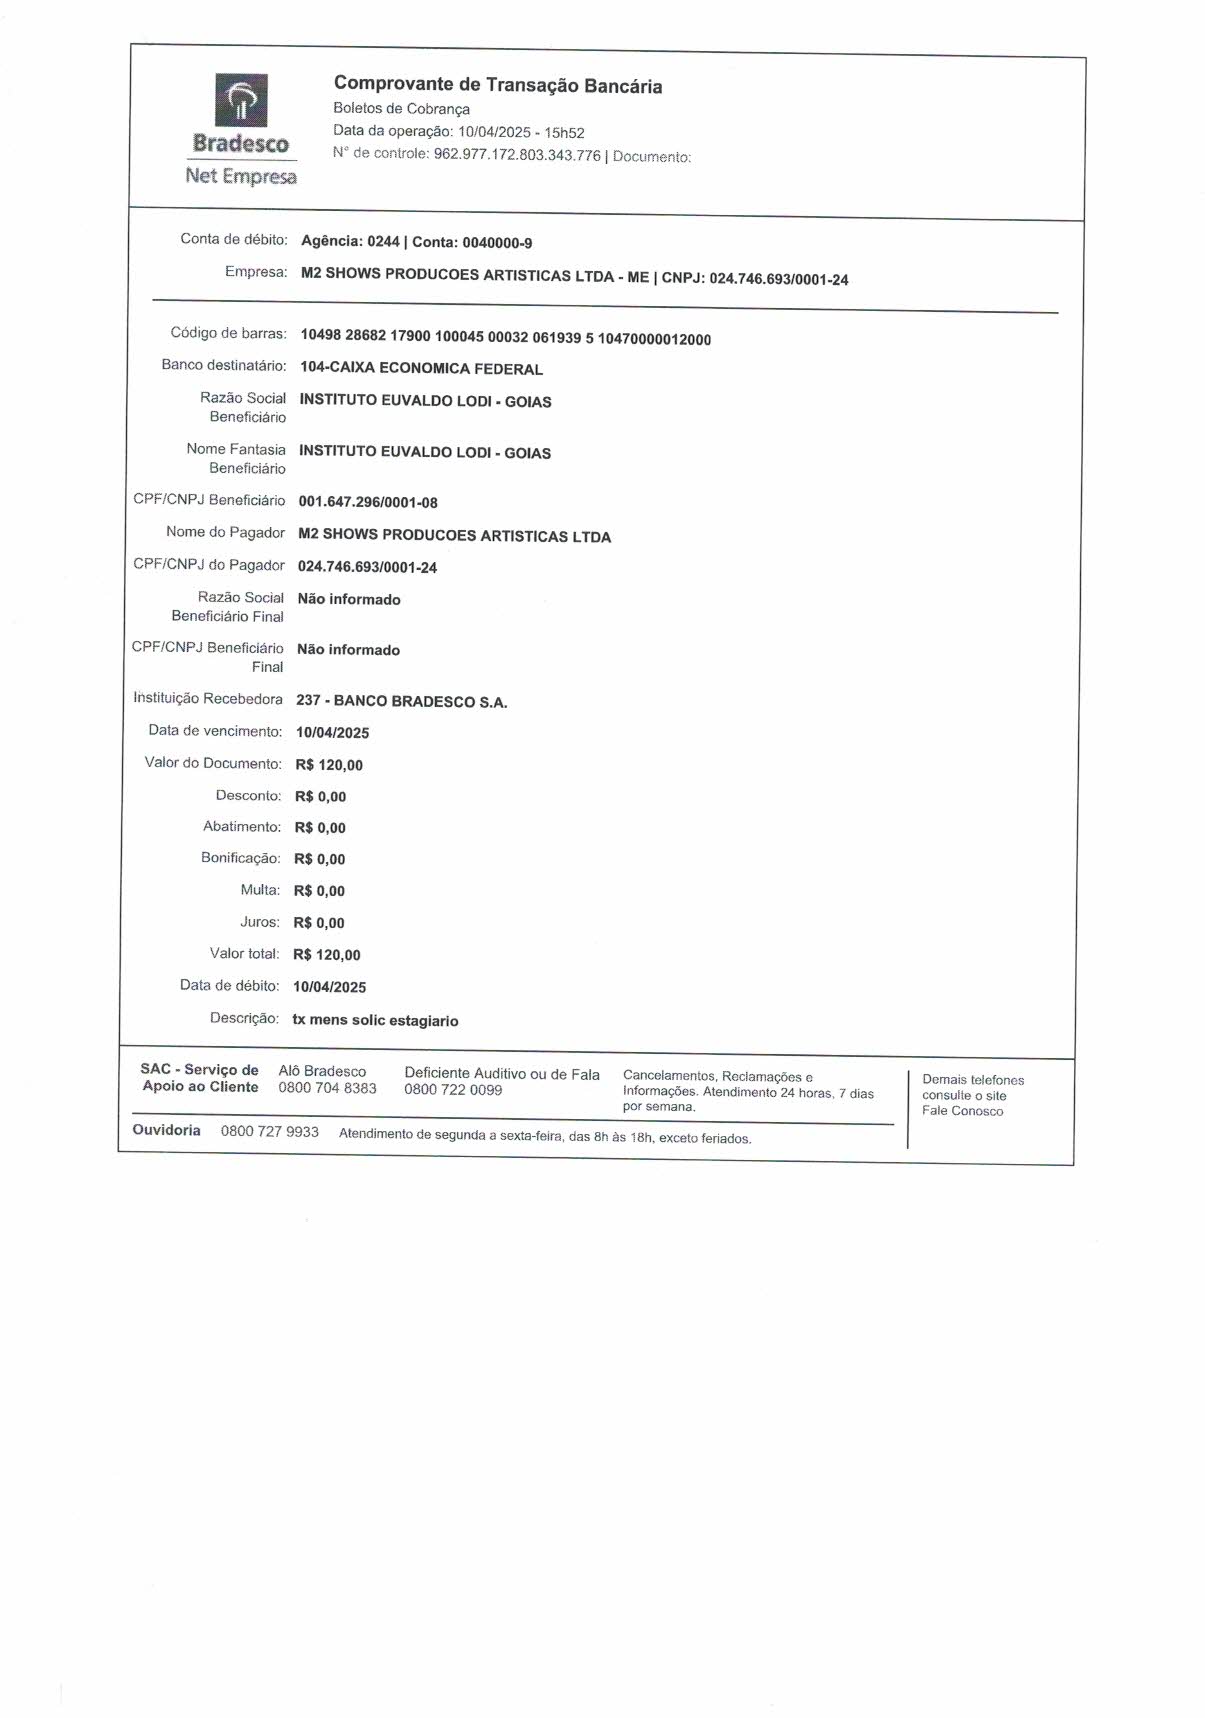 Bradesco
Net Empresa
Comprovante de Transação Bancária
Boletos de Cobrança
Data da operação: 10/04/2025 - 15h52
N° de controle: 962.977.172.803.343.776 | Documento:
Conta de débito: Agência: 0244 | Conta: 0040000-9
Empresa: M2 SHOWS PRODUCOES ARTISTICAS LTDA - ME | CNPJ: 024.746.693/0001-24
Código de barras: 10498 28682 17900 100045 00032 061939 5 10470000012000
Banco destinatário: 104-CAIXA ECONOMICA FEDERAL
Razão Social INSTITUTO EUVALDO LODI - GOIAS
Beneficiário
Nome Fantasia INSTITUTO EUVALDO LODI - GOIAS
Beneficiário
CPF/CNPJ Beneficiário 001.647.296/0001-08
Nome do Pagador M2 SHOWS PRODUCOES ARTISTICAS LTDA
CPF/CNPJ do Pagador 024.746.693/0001-24
Razão Social Não informado
Beneficiário Final
CPF/CNPJ Beneficiário Não informado
Final
Instituição Recebedora 237 - BANCO BRADESCO S.A.
Data de vencimento: 10/04/2025
Valor do Documento: R$ 120,00
Desconto: R$ 0,00
Abatimento: R$ 0,00
Bonificação: R$ 0,00
Multa: R$ 0,00
Juros: R$ 0,00
Valor total: R$ 120,00
Data de débito: 10/04/2025
Descrição: tx mens solic estagiario
SAC - Serviço de
Apoio ao Cliente
Alô Bradesco
0800 704 8383
Deficiente Auditivo ou de Fala
0800 722 0099
Cancelamentos, Reclamações e
Informações. Atendimento 24 horas, 7 dias
por semana.
Demais telefones
consulte o site
Fale Conosco
Ouvidoria 0800 727 9933 Atendimento de segunda a sexta-feira, das 8h às 18h, exceto feriados.